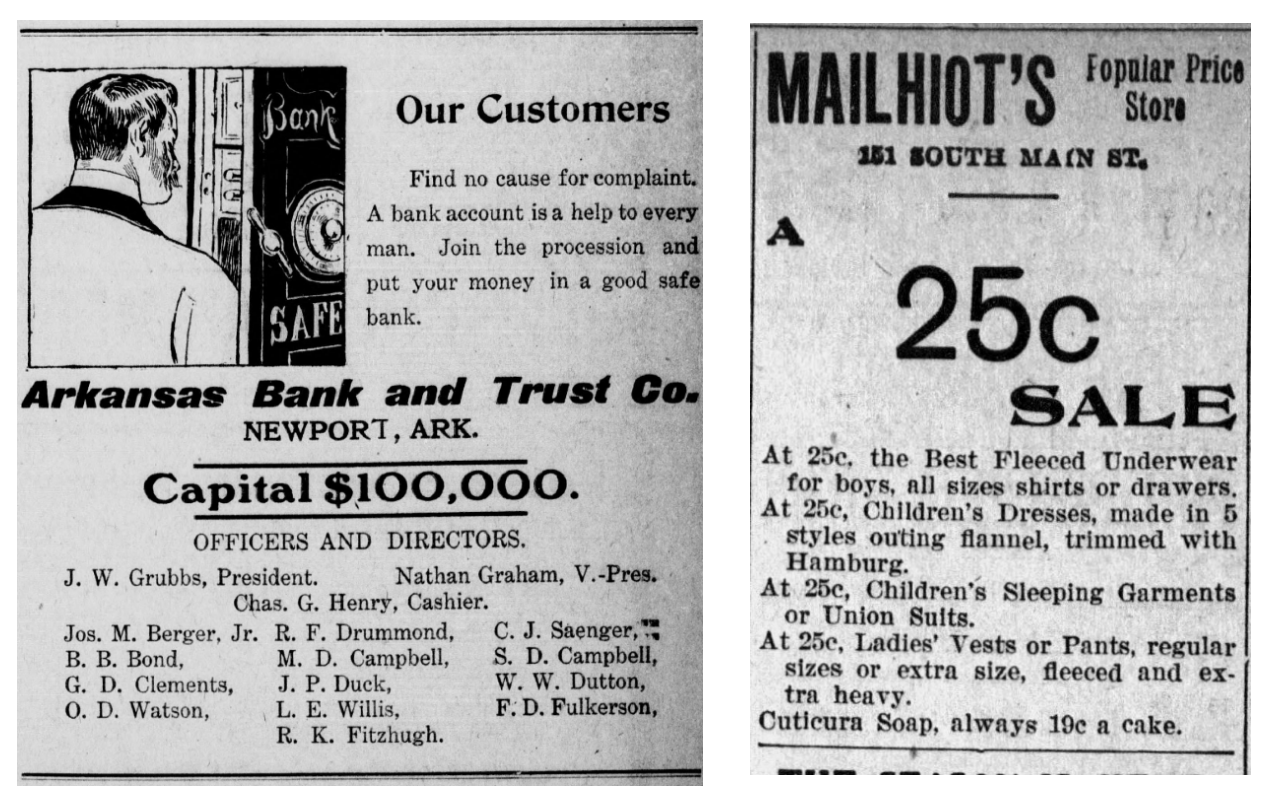 Bank
SAFE
Our Customers
Find no cause for complaint.
A bank account is a help to every
man. Join the procession and
put your money in a good safe
bank.
Arkansas Bank and Trust Co.
NEWPORT, ARK.
Capital $100,000.
OFFICERS AND DIRECTORS.
J. W. Grubbs, President. Nathan Graham, V.-Pres.
Chas. G. Henry, Cashier.
Jos. M. Berger, Jr. R. F. Drummond, C. J. Saenger,
B. B. Bond, M. D. Campbell, S. D. Campbell,
G. D. Clements, J. P. Duck, W. W. Dutton,
O. D. Watson, L. E. Willis, F. D. Fulkerson,
R. K. Fitzhugh.
MAILHIOT'S Popular Price
Store
151 SOUTH MAIN ST.
A
25c
SALE
At 25c, the Best Fleeced Underwear
for boys, all sizes shirts or drawers.
At 25c, Children's Dresses, made in 5
styles outing flannel, trimmed with
Hamburg.
At 25c, Children's Sleeping Garments
or Union Suits.
At 25c, Ladies' Vests or Pants, regular
sizes or extra size, fleeced and ex-
tra heavy.
Cuticura Soap, always 19c a cake.